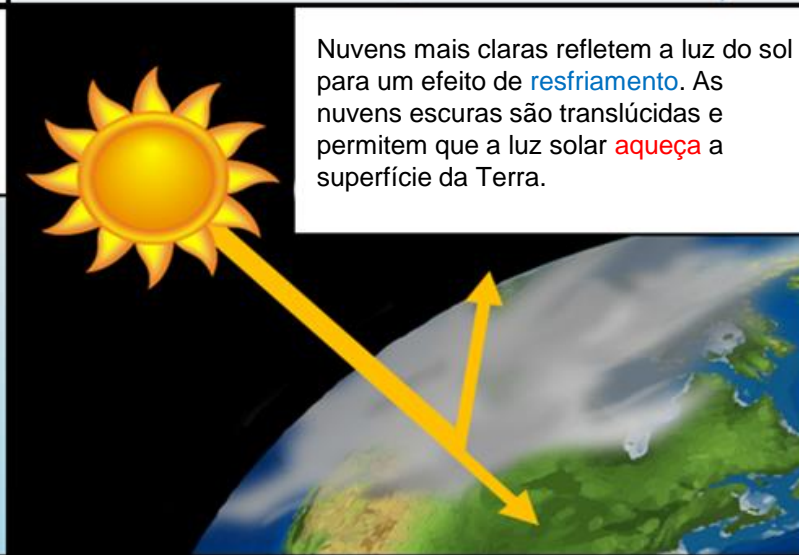 Nuvens mais claras refletem a luz do sol
para um efeito de resfriamento. As
nuvens escuras são translúcidas e
permitem que a luz solar aqueça a
superfície da Terra.